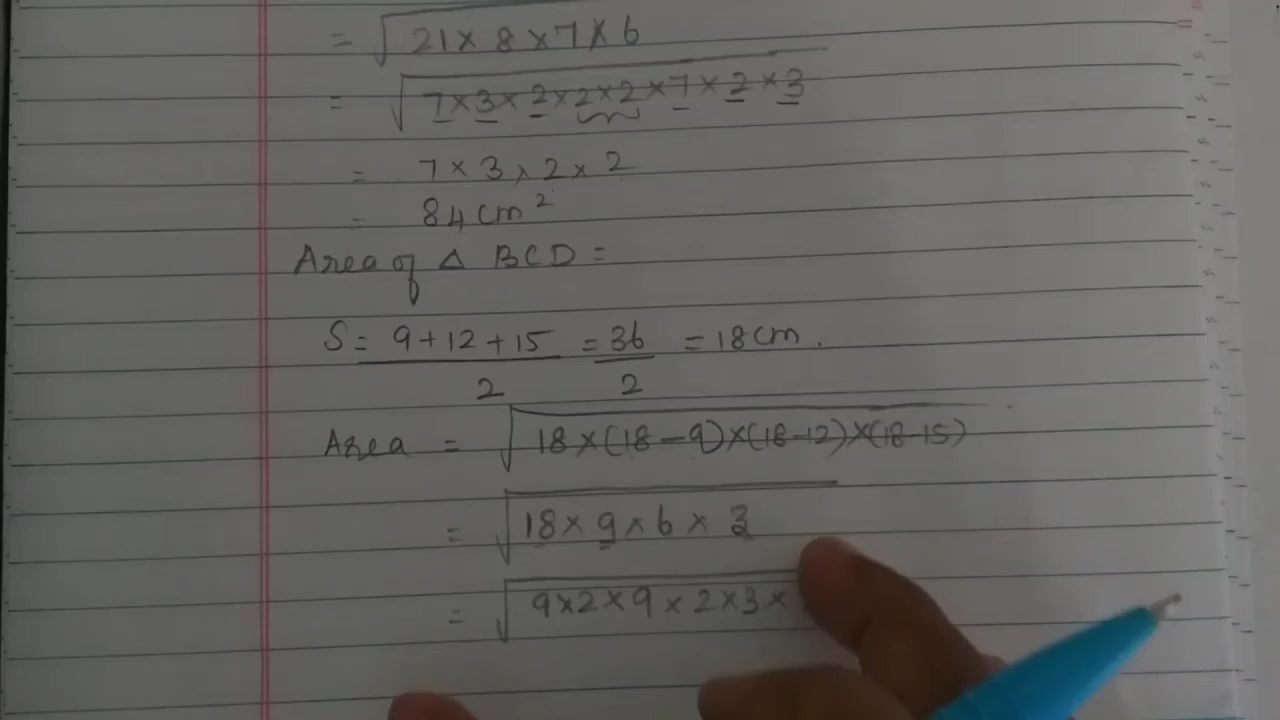 = √21 × 8 × 7 × 6
= √7 × 3 × 2 × 2 × 2 × 7 × 2 × 3
= 7 × 3 × 2 × 2
= 84 cm²
Area of △ BCD =
S = 9 + 12 + 15 / 2 = 36 / 2 = 18 cm.
Area = √18 × (18 - 9) × (18 - 12) × (18 - 15)
= √18 × 9 × 6 × 3
= √9 × 2 × 9 × 2 × 3 ×